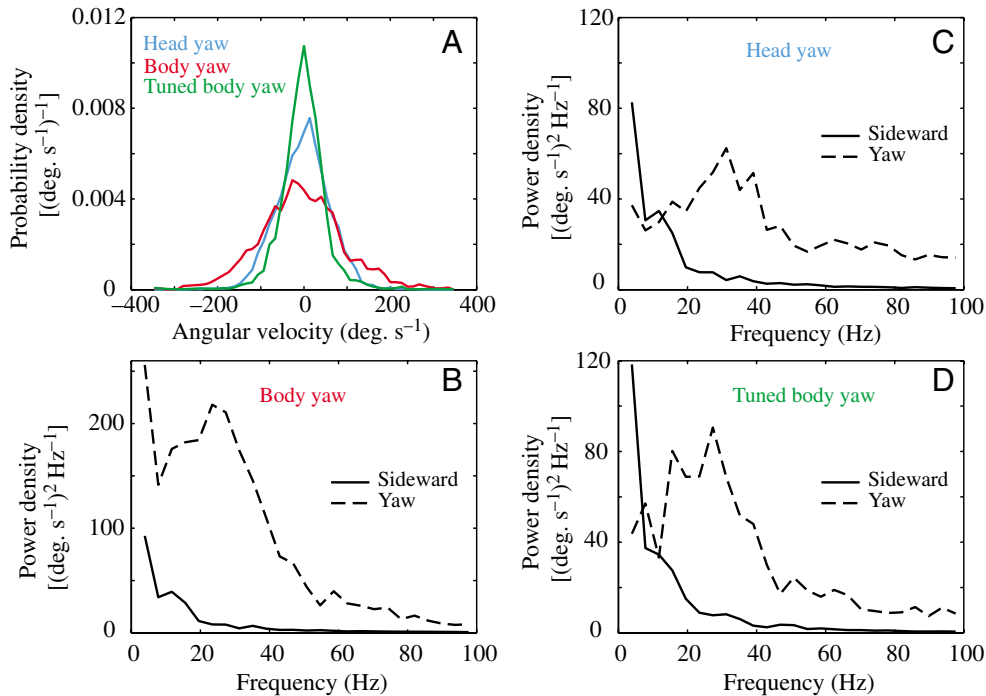 A
Head yaw
Body yaw
Tuned body yaw
Probability density
[(deg. s⁻¹)⁻¹]
0.012
0.008
0.004
0
−400
−200
0
200
400
Angular velocity (deg. s⁻¹)
B
Body yaw
Sideward
Yaw
Power density
[(deg. s⁻¹)² Hz⁻¹]
200
100
0
0
20
40
60
80
100
Frequency (Hz)
C
Head yaw
Sideward
Yaw
Power density
[(deg. s⁻¹)² Hz⁻¹]
120
80
40
0
0
20
40
60
80
100
Frequency (Hz)
D
Tuned body yaw
Sideward
Yaw
Power density
[(deg. s⁻¹)² Hz⁻¹]
120
80
40
0
0
20
40
60
80
100
Frequency (Hz)